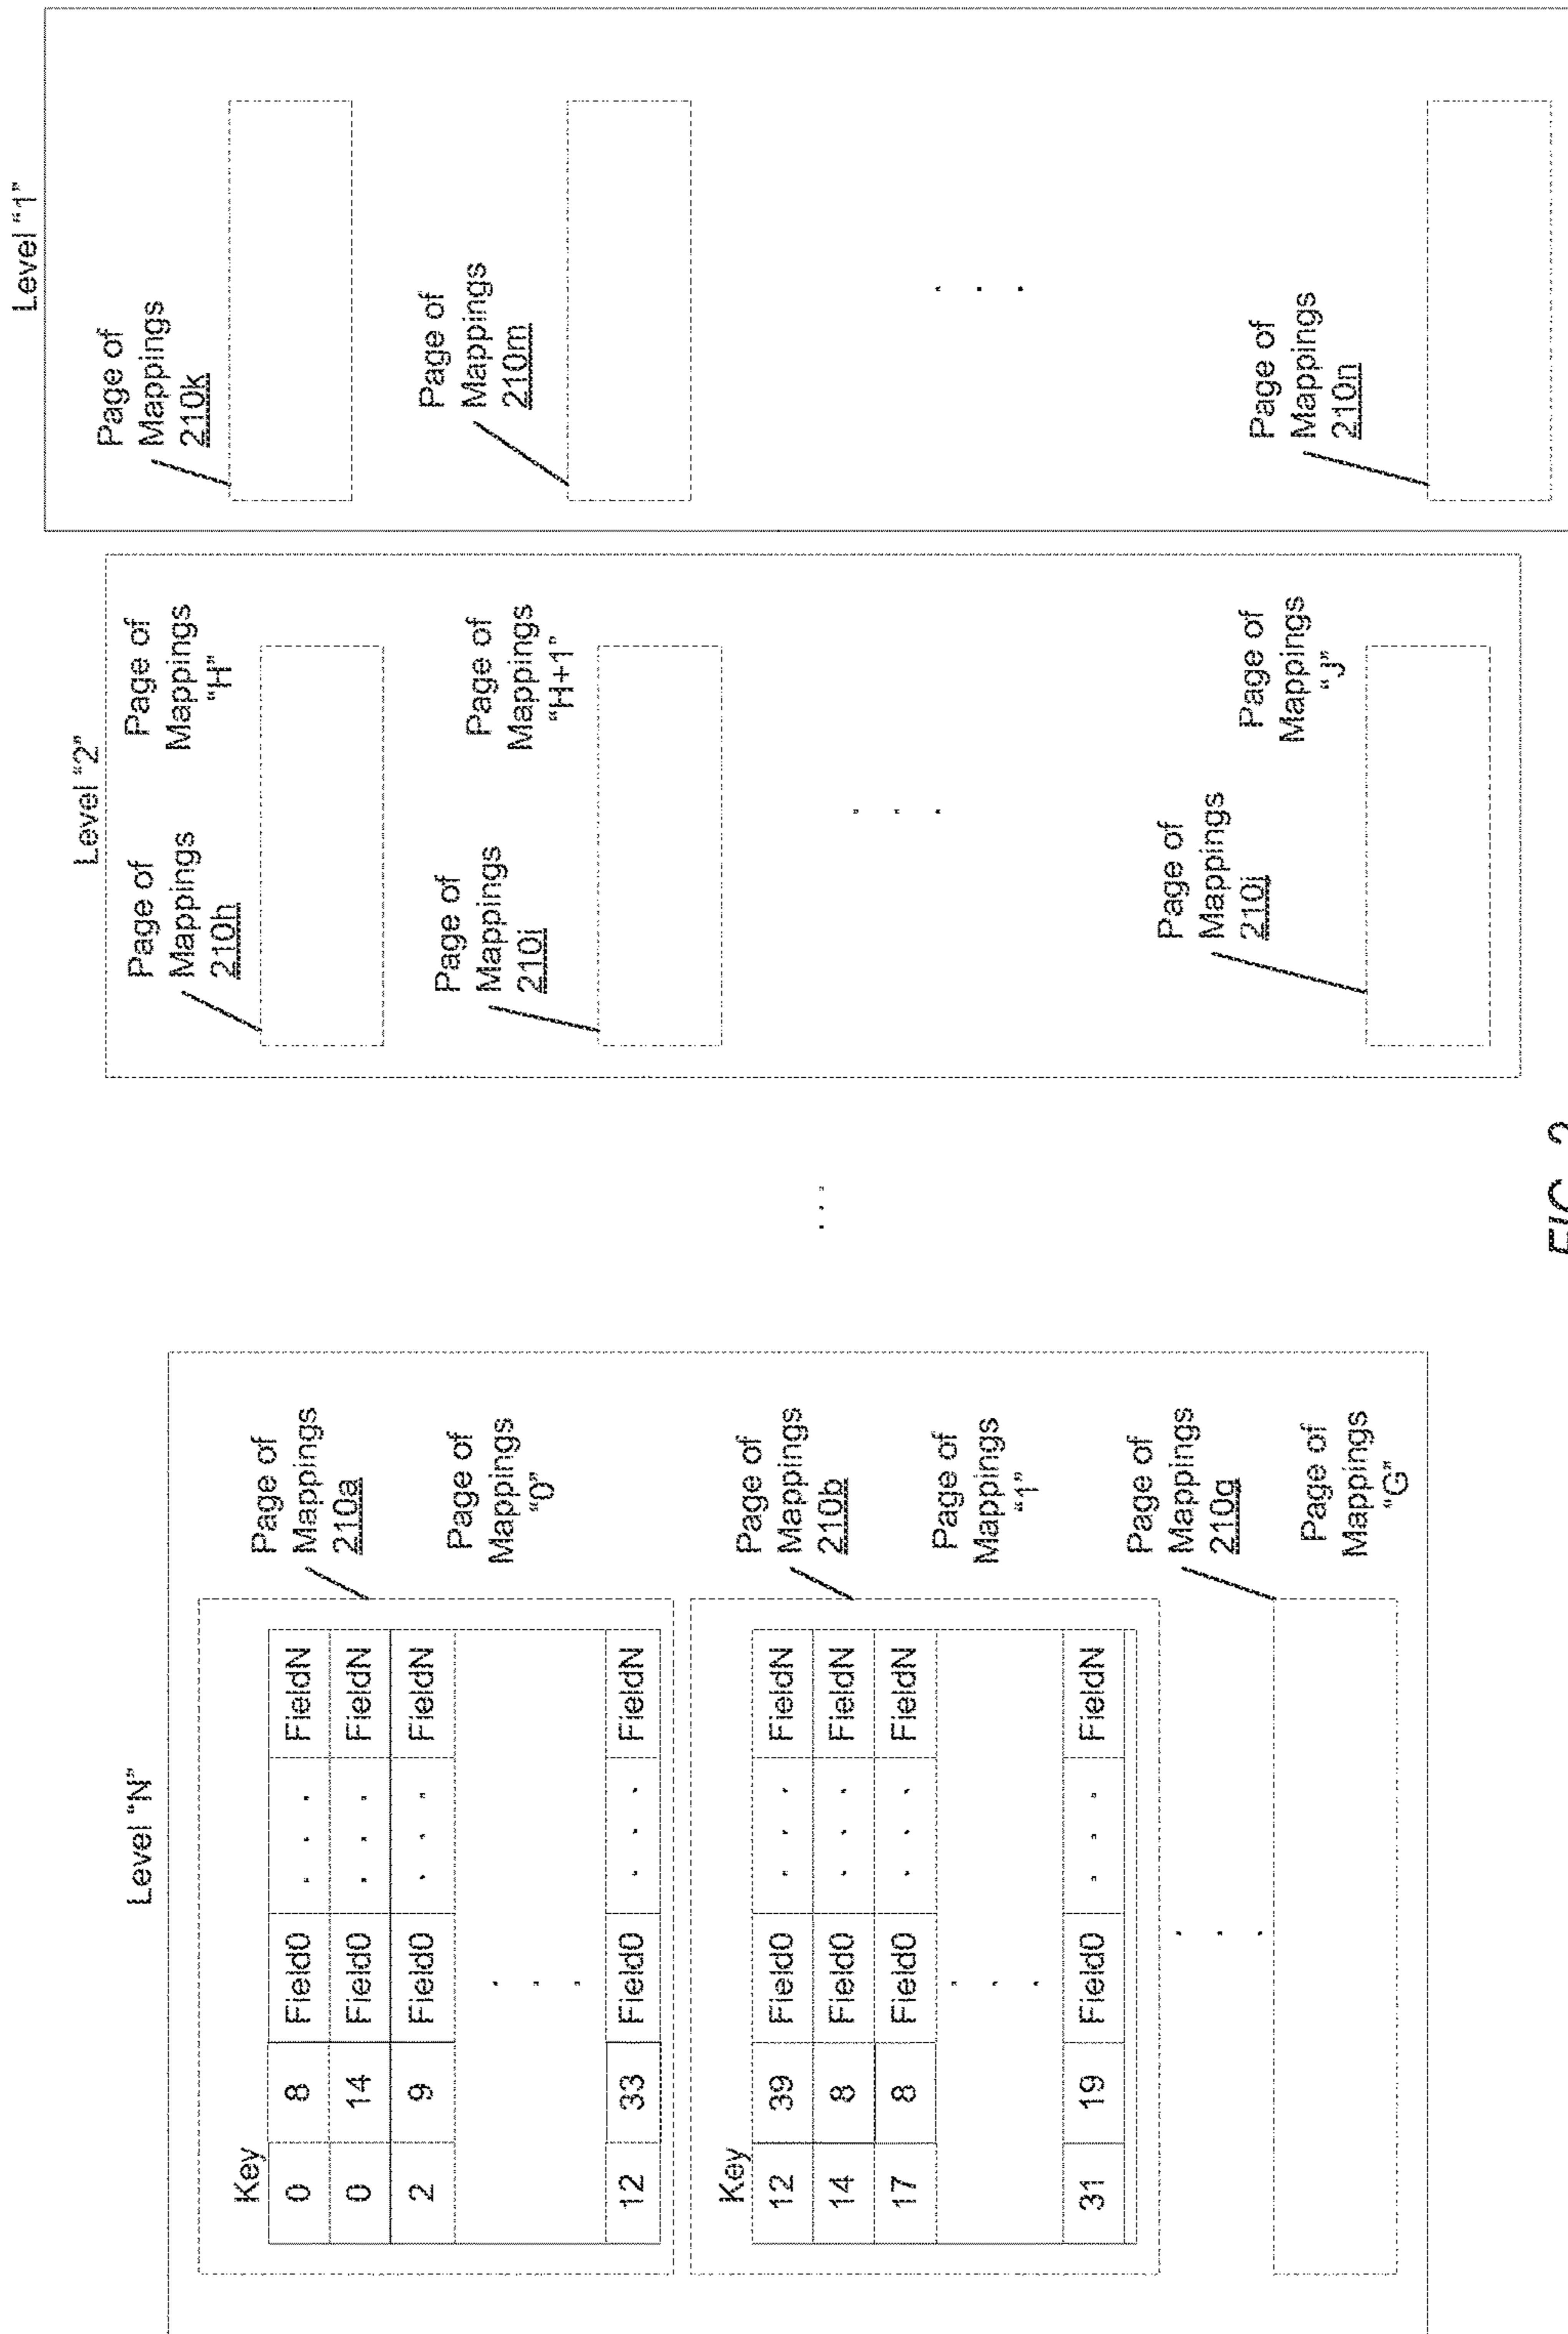 Level “N”
Key
0 8 Field0 . . . FieldN
0 14 Field0 . . . FieldN
2 9 Field0 . . . FieldN
. . .
12 33 Field0 . . . FieldN
Page of
Mappings
210a
Page of
Mappings
“0”
Key
12 39 Field0 . . . FieldN
14 8 Field0 . . . FieldN
17 8 Field0 . . . FieldN
. . .
31 19 Field0 . . . FieldN
Page of
Mappings
210b
Page of
Mappings
“1”
. . .
Page of
Mappings
210g
Page of
Mappings
“G”
. . .
Level “2”
Page of
Mappings
210h
Page of
Mappings
“H”
Page of
Mappings
210i
Page of
Mappings
“H+1”
. . .
Page of
Mappings
210j
Page of
Mappings
“J”
Level “1”
Page of
Mappings
210k
Page of
Mappings
210m
. . .
Page of
Mappings
210n
FIG